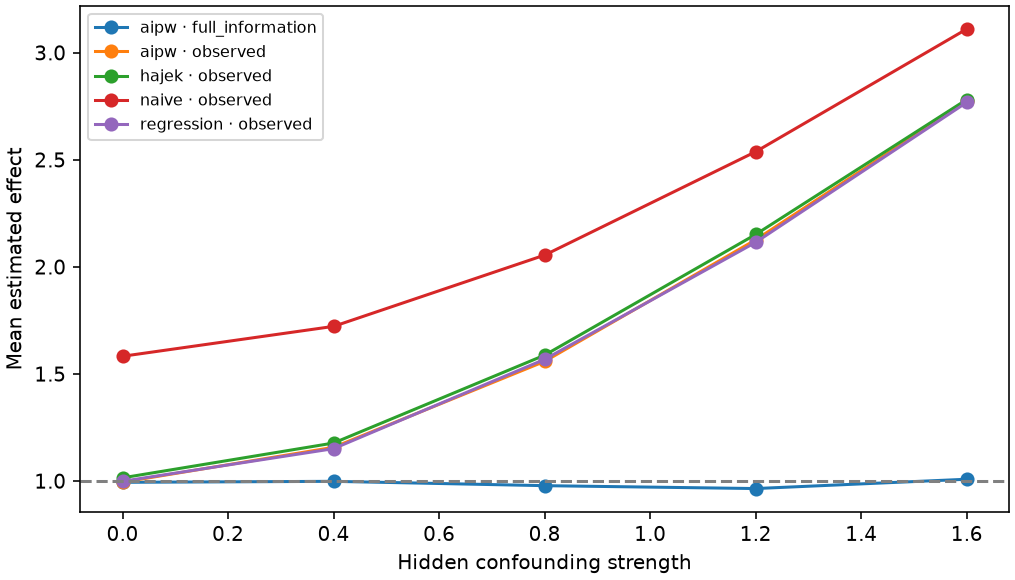 aipw · full_information
aipw · observed
hajek · observed
naive · observed
regression · observed
3.0
2.5
2.0
1.5
1.0
Mean estimated effect
0.0 0.2 0.4 0.6 0.8 1.0 1.2 1.4 1.6
Hidden confounding strength